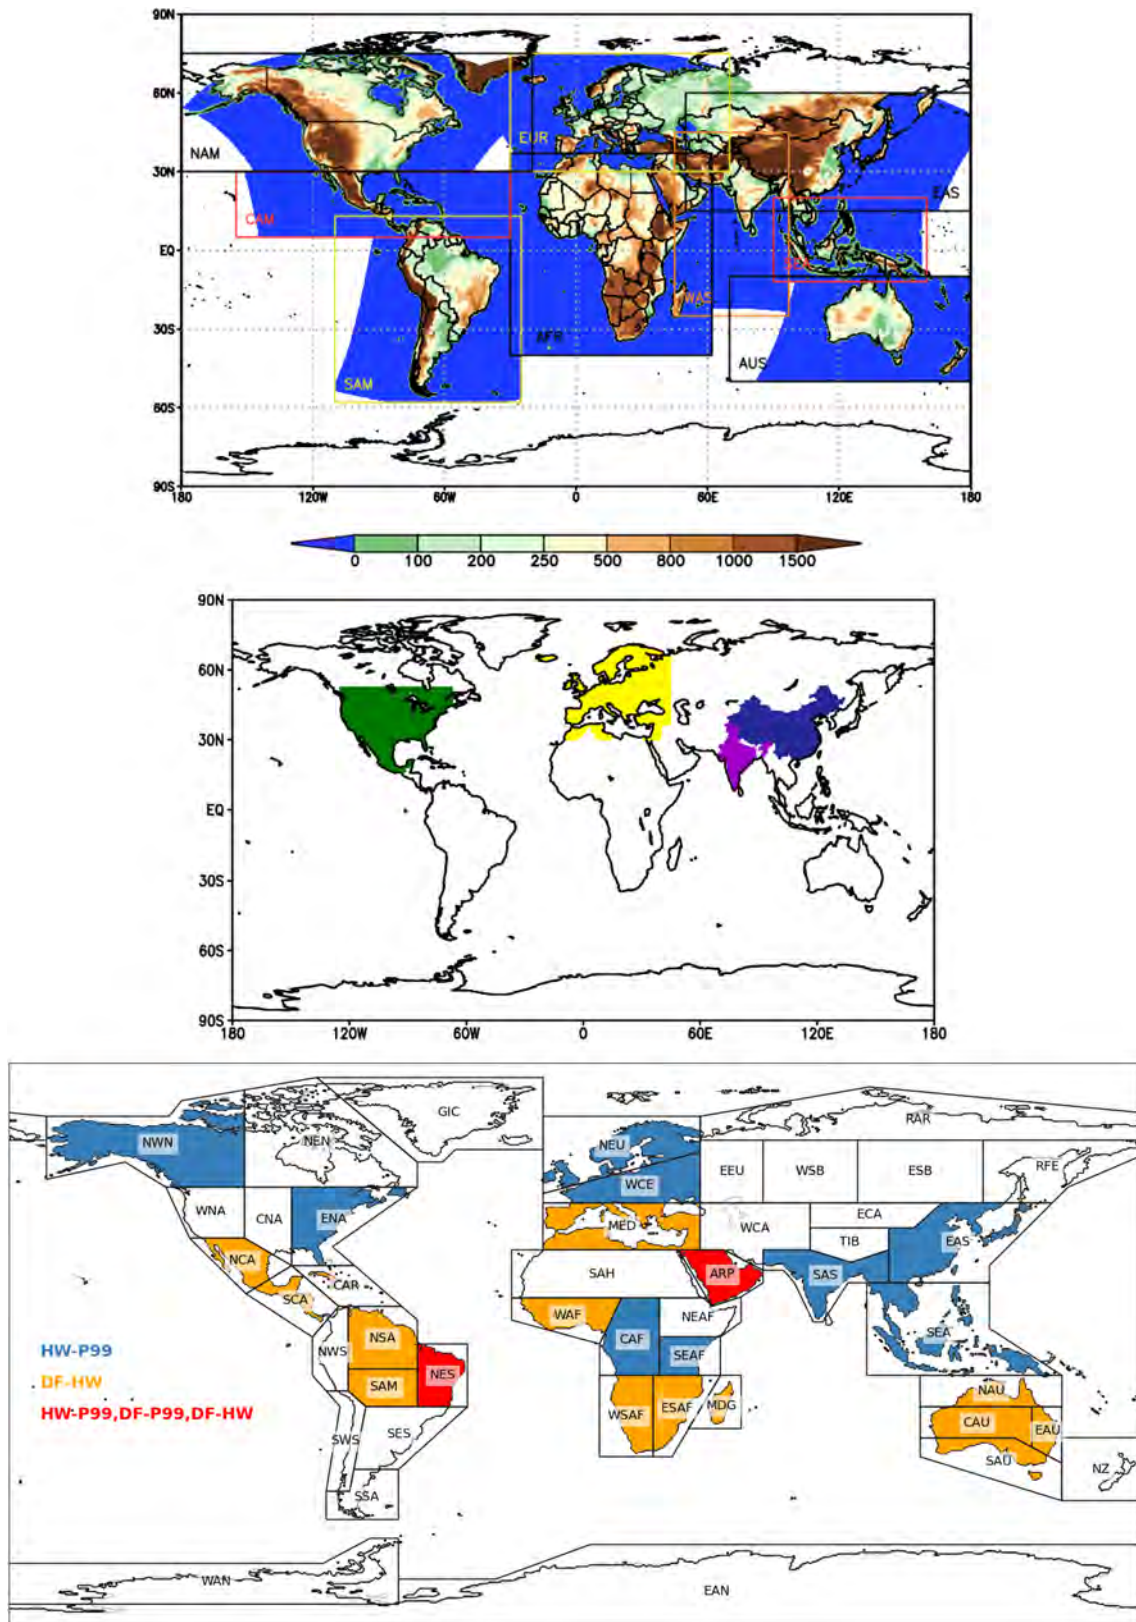 90N
60N
30N
EQ
30S
60S
90S
180 120W 60W 0 60E 120E 180
NAM
EUR
CAM
EAS
SEA
WAS
AFR
AUS
SAM
0 100 200 250 500 800 1000 1500
90N
60N
30N
EQ
30S
60S
90S
180 120W 60W 0 60E 120E 180
GIC
RAR
NWN NEN NEU
RFE
WCE EEU WSB ESB
WNA CNA ENA MED WCA ECA
TIB EAS
NCA SAH ARP SAS
CAR
SCA WAF NEAF
NWS NSA CAF SEAF SEA
HW-P99
NES
DF-HW SAM NAU
HW-P99,DF-P99,DF-HW WSAF ESAF MDG CAU EAU
SWS SES SAU NZ
SSA
WAN EAN